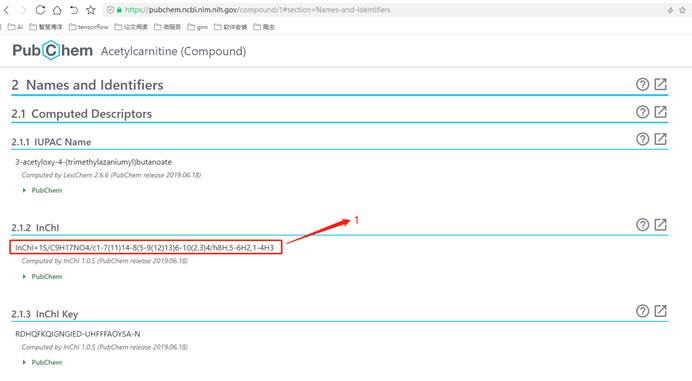 https://pubchem.ncbi.nlm.nih.gov/compound/1#section=Names-and-Identifiers
AI 智慧海洋 tensorflow 论文阅读 微服务 gnn 软件安装 爬虫
PubChem Acetylcarnitine (Compound)
2 Names and Identifiers
2.1 Computed Descriptors
2.1.1 IUPAC Name
3-acetyloxy-4-(trimethylazaniumyl)butanoate
Computed by LexiChem 2.6.6 (PubChem release 2019.06.18)
PubChem
2.1.2 InChI
1
InChI=1S/C9H17NO4/c1-7(11)14-8(5-9(12)13)6-10(2,3)4/h8H,5-6H2,1-4H3
Computed by InChI 1.0.5 (PubChem release 2019.06.18)
PubChem
2.1.3 InChI Key
RDHQFKQIGNGIED-UHFFFAOYSA-N
Computed by InChI 1.0.5 (PubChem release 2019.06.18)
PubChem